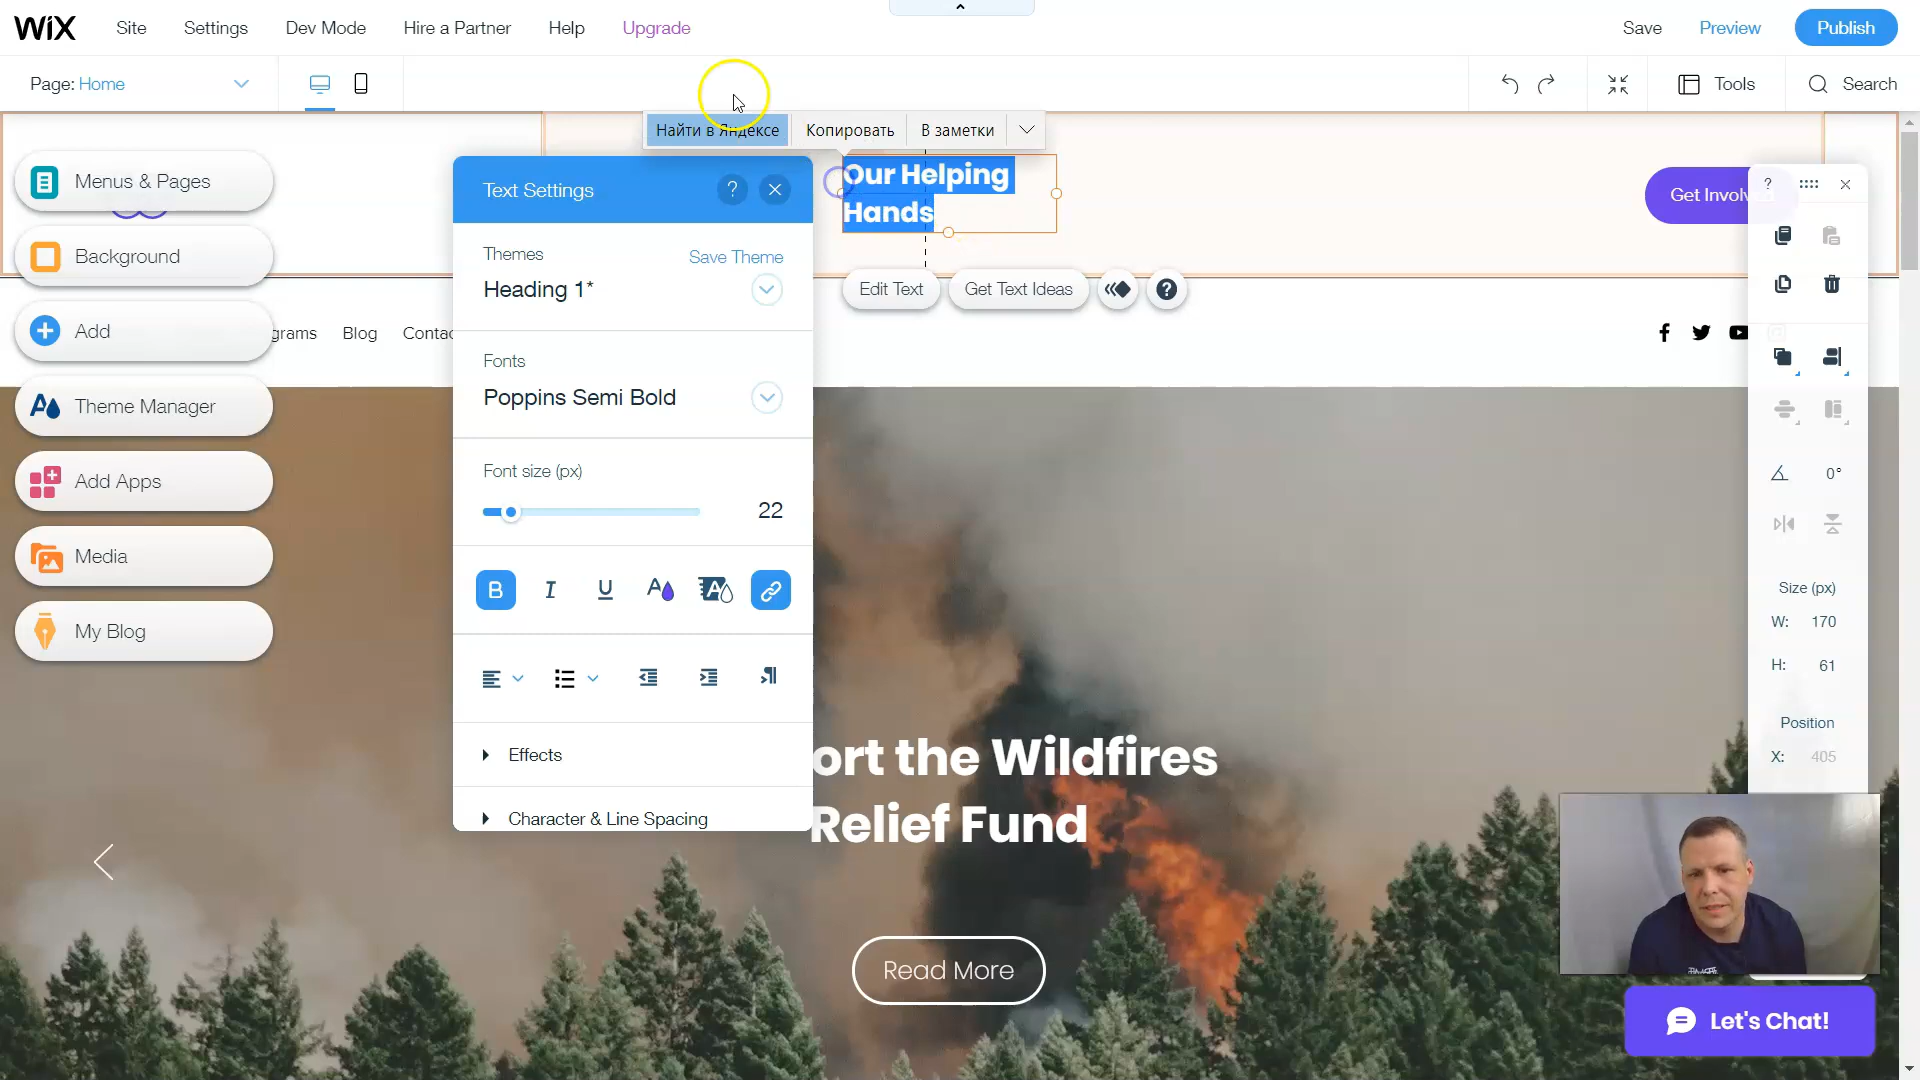 WiX Site Settings Dev Mode Hire a Partner Help Upgrade Save Preview Publish
Page: Home Tools Search
Найти в Яндексе Копировать В заметки
Our Helping
Hands
Get Involv
Menus & Pages
Background
Add
Theme Manager
Add Apps
Media
My Blog
Text Settings ?
Themes Save Theme
Heading 1*
Fonts
Poppins Semi Bold
Font size (px)
22
B I U A A
Effects
Character & Line Spacing
Edit Text Get Text Ideas ?
grams Blog Contac
ort the Wildfires
Relief Fund
Read More
?
0°
Size (px)
W: 170
H: 61
Position
X: 405
Let's Chat!